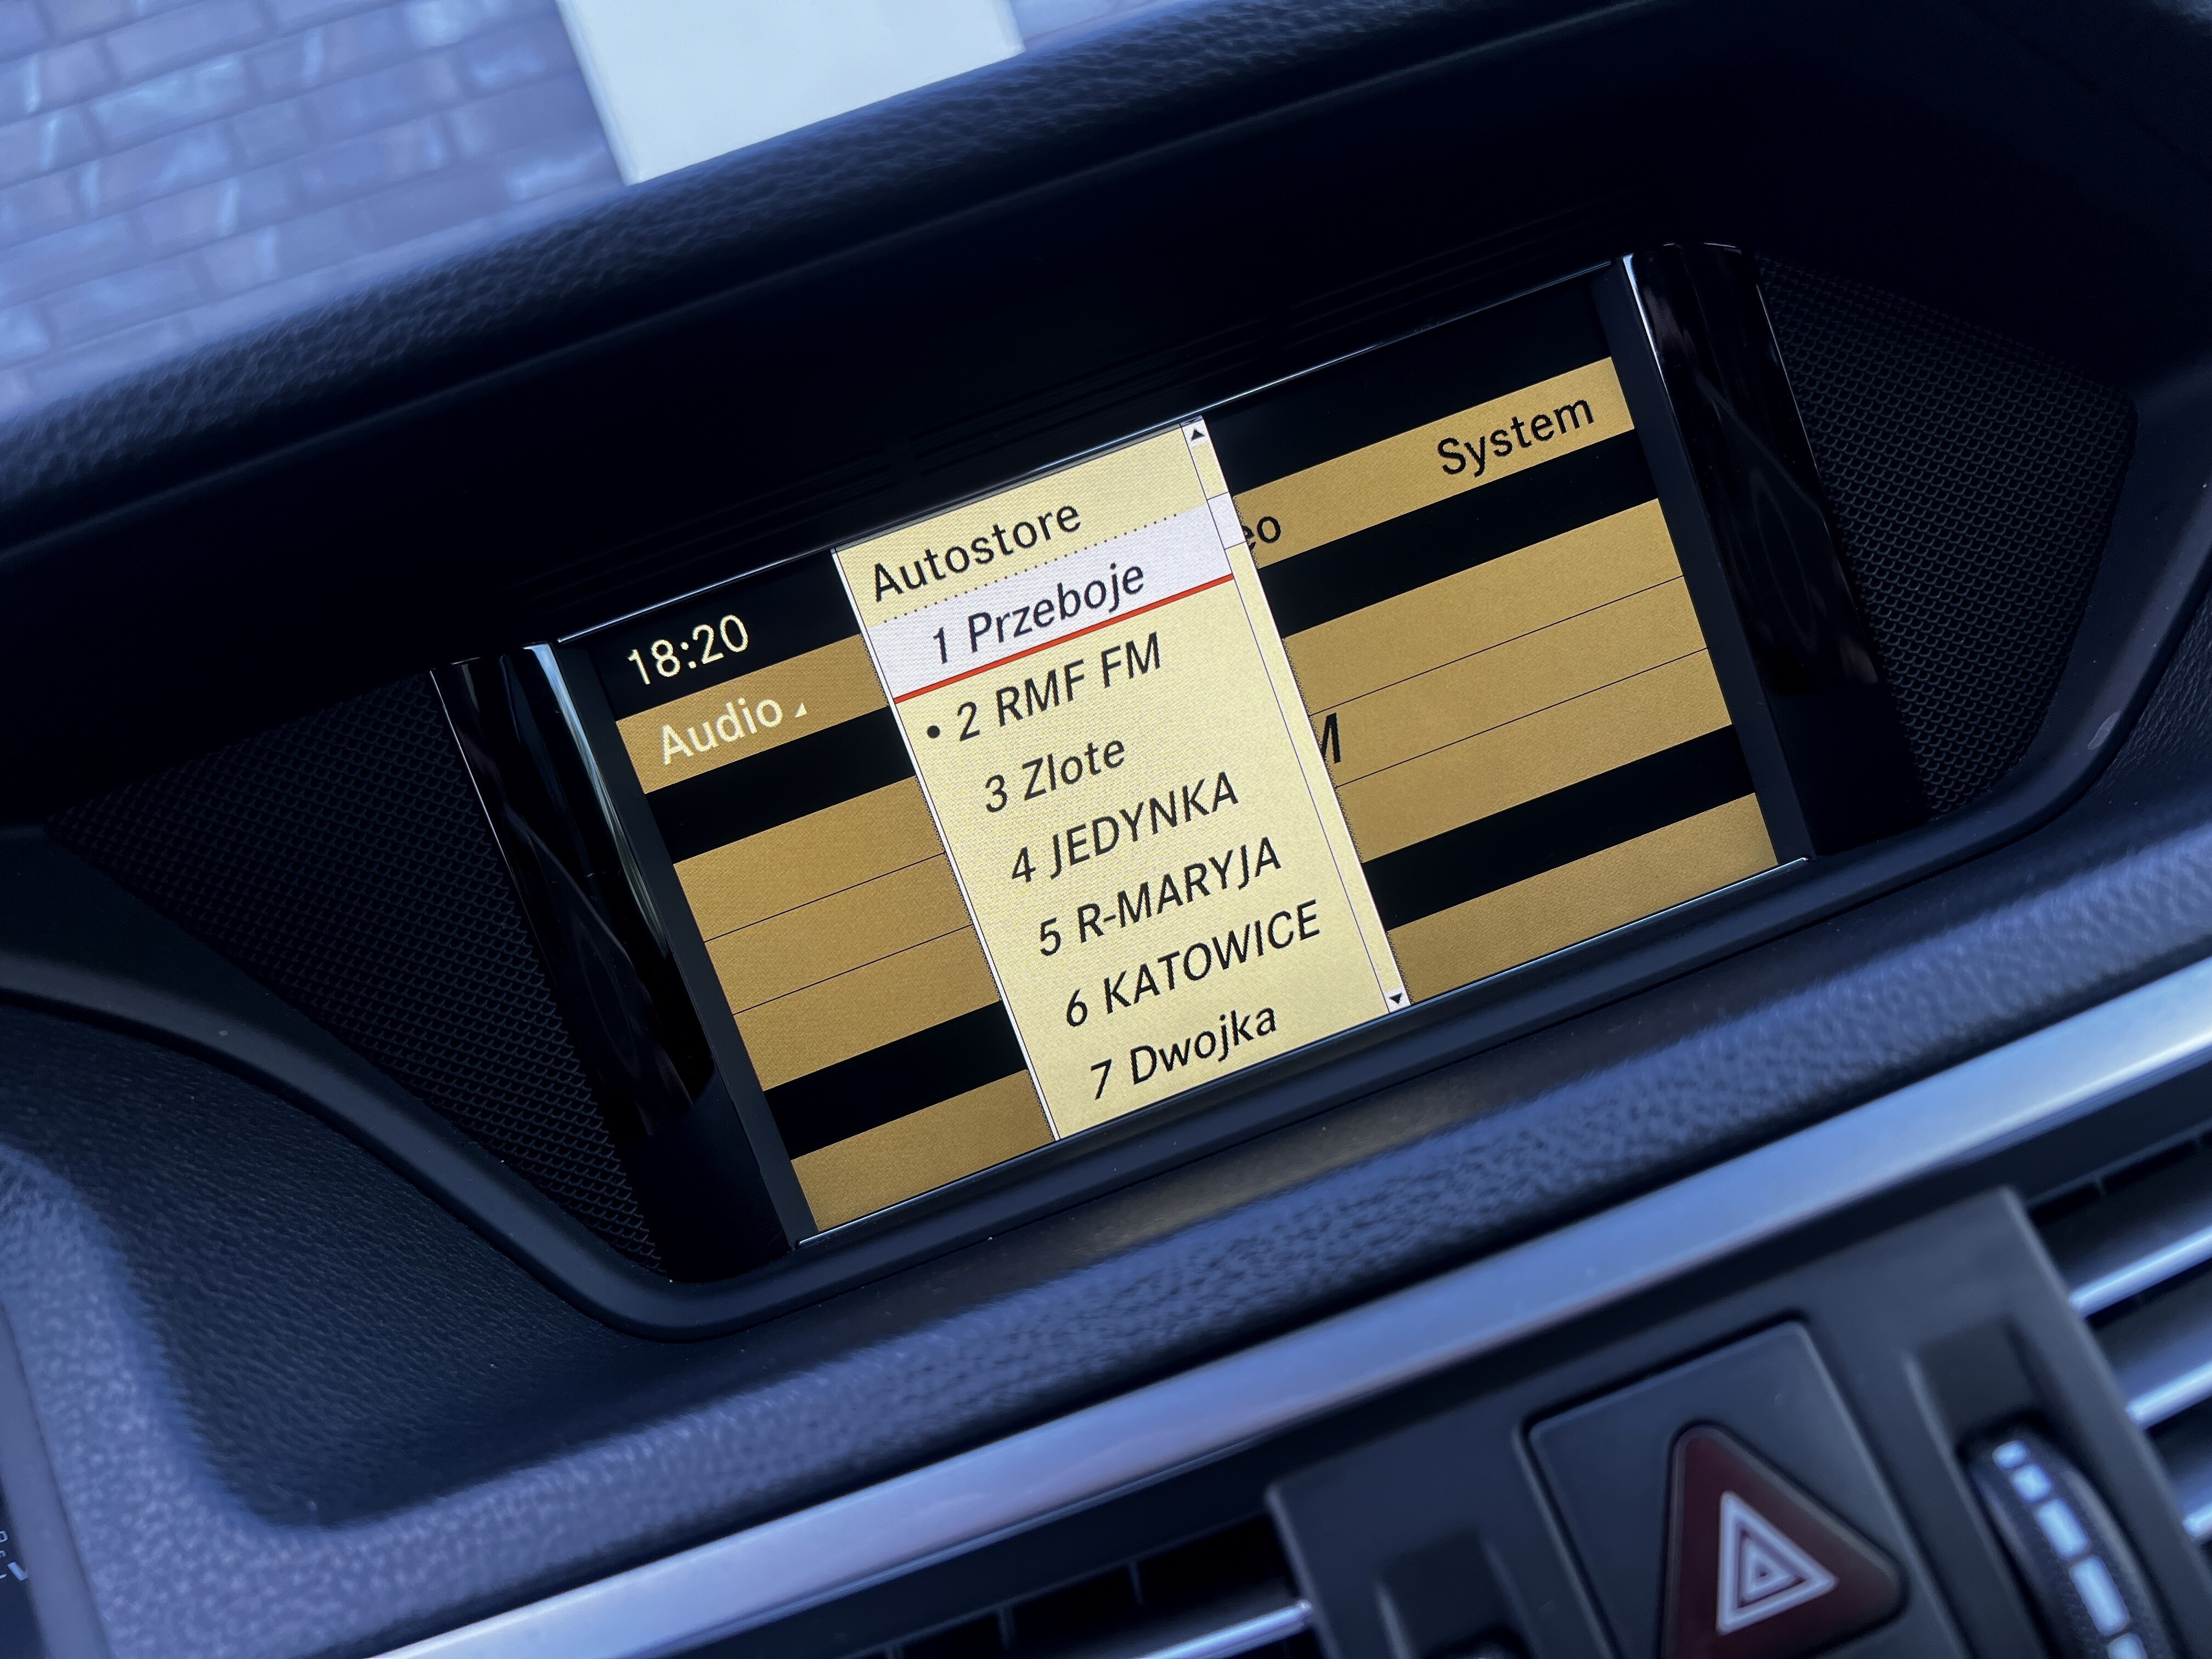 18:20
Audio
System
eo
M
Autostore
1 Przeboje
• 2 RMF FM
3 Zlote
4 JEDYNKA
5 R-MARYJA
6 KATOWICE
7 Dwojka